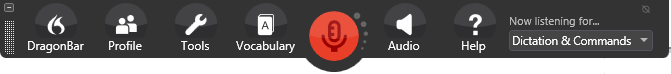 DragonBar
Profile
Tools
A
Vocabulary
Audio
?
Help
Now listening for...
Dictation & Commands